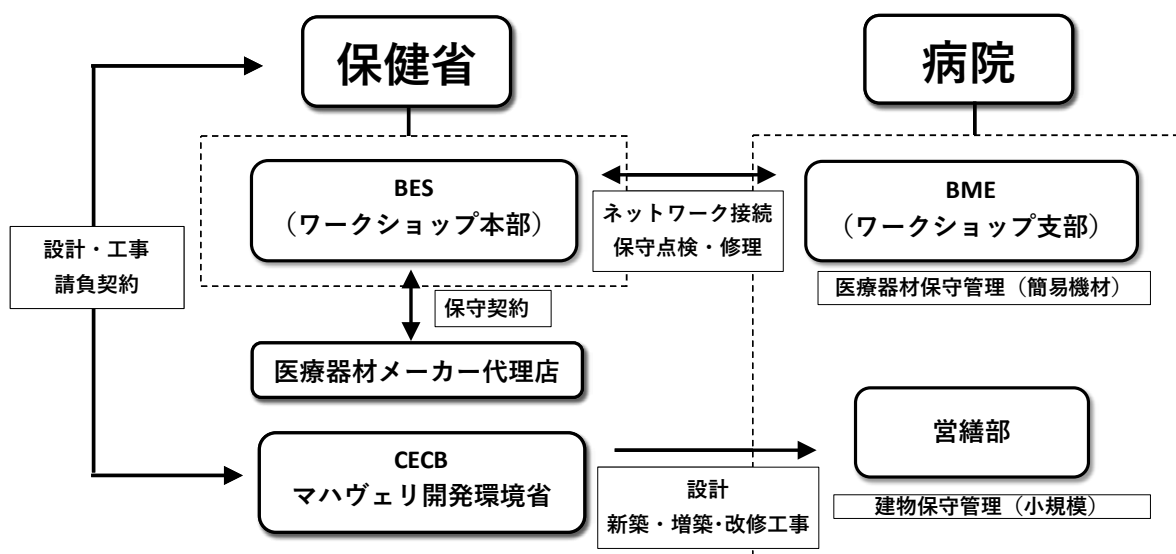 保健省
病院
BES
（ワークショップ本部）
ネットワーク接続
保守点検・修理
BME
（ワークショップ支部）
設計・工事
請負契約
医療器材保守管理（簡易機材）
保守契約
医療器材メーカー代理店
営繕部
CECB
マハヴェリ開発環境省
設計
新築・増築・改修工事
建物保守管理（小規模）